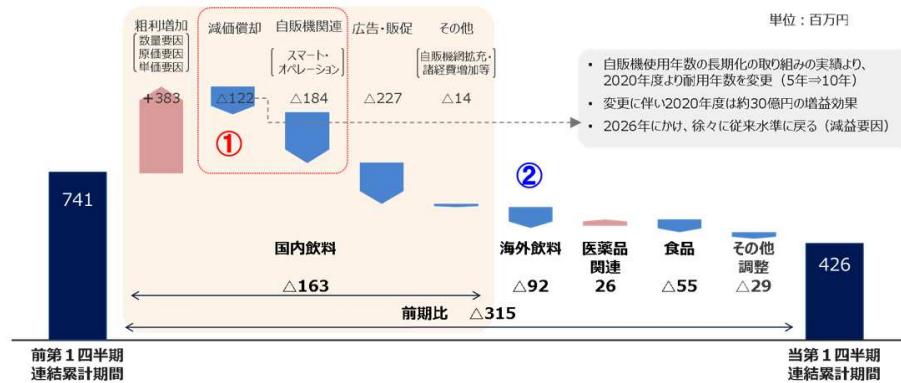 単位：百万円
粗利増加
数量要因
原価要因
単価要因
+383
減価償却
△122
自販機関連
スマート・
オペレーション
△184
広告・販促
△227
その他
自販機網拡充・
諸経費増加等
△14
• 自販機使用年数の長期化の取り組みの実績より、
2020年度より耐用年数を変更（5年⇒10年）
• 変更に伴い2020年度は約30億円の増益効果
• 2026年にかけ、徐々に従来水準に戻る（減益要因）
①
②
741
国内飲料
△163
海外飲料
△92
医薬品
関連
26
食品
△55
その他
調整
△29
426
前期比　△315
前第１四半期
連結累計期間
当第１四半期
連結累計期間